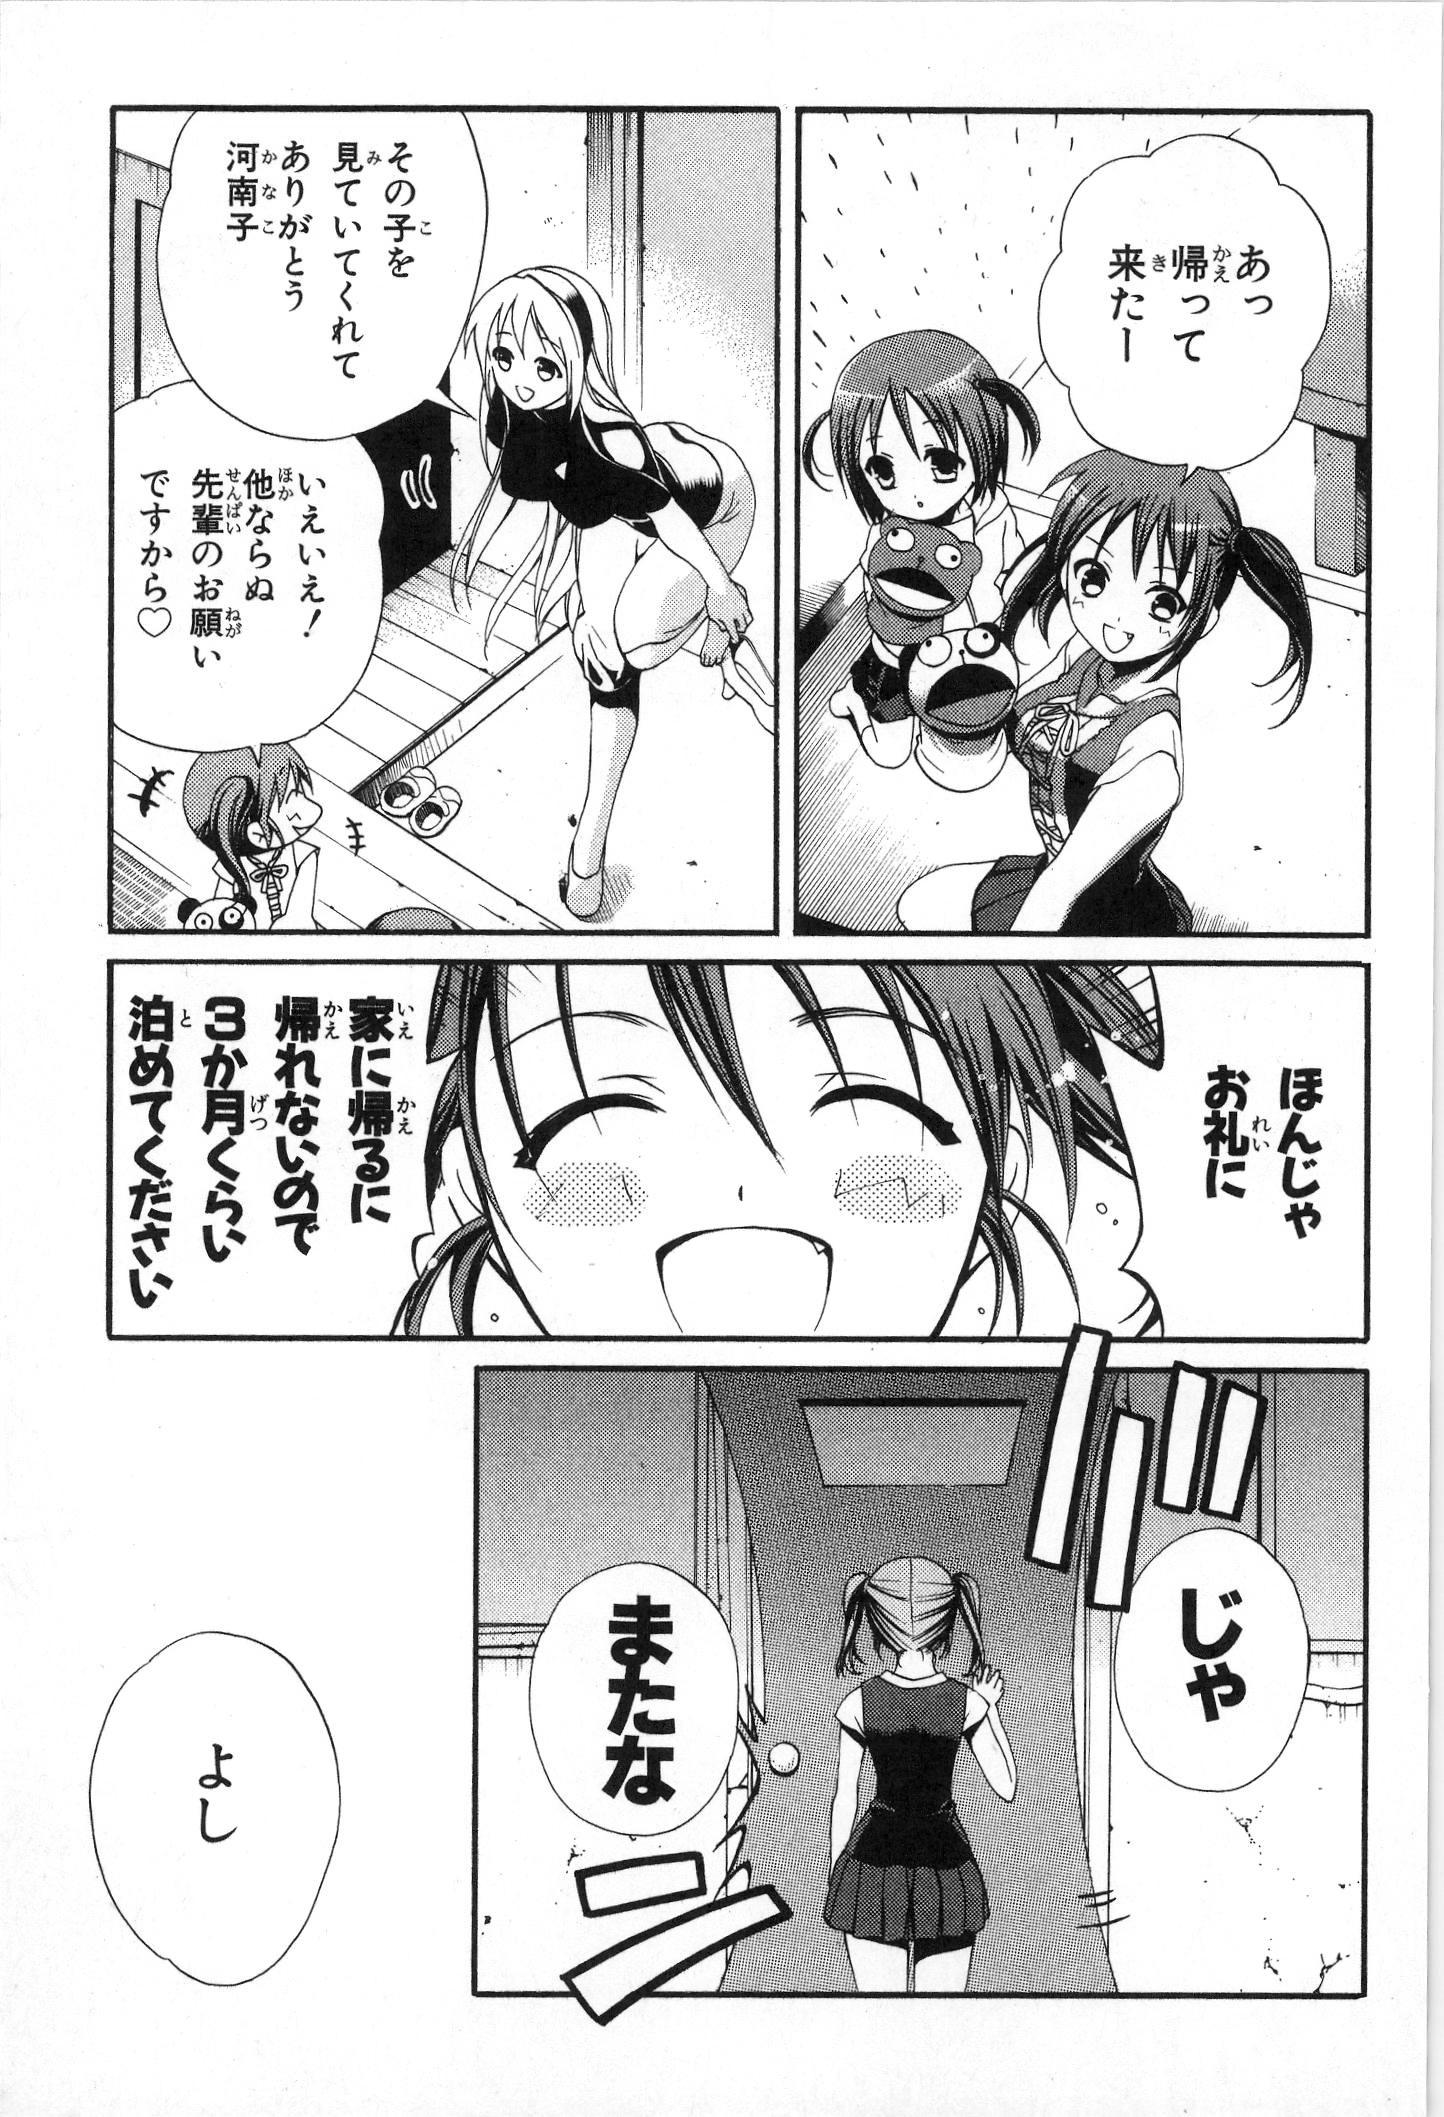 あっ
帰って
来たー
その子を
見ていてくれて
ありがとう
河南子
いえいえ!
他ならぬ
先輩のお願い
ですから♡
ほんじゃ
お礼に
家に帰るに
帰れないので
3か月くらい
泊めてください
バン
じゃ
またな
よし